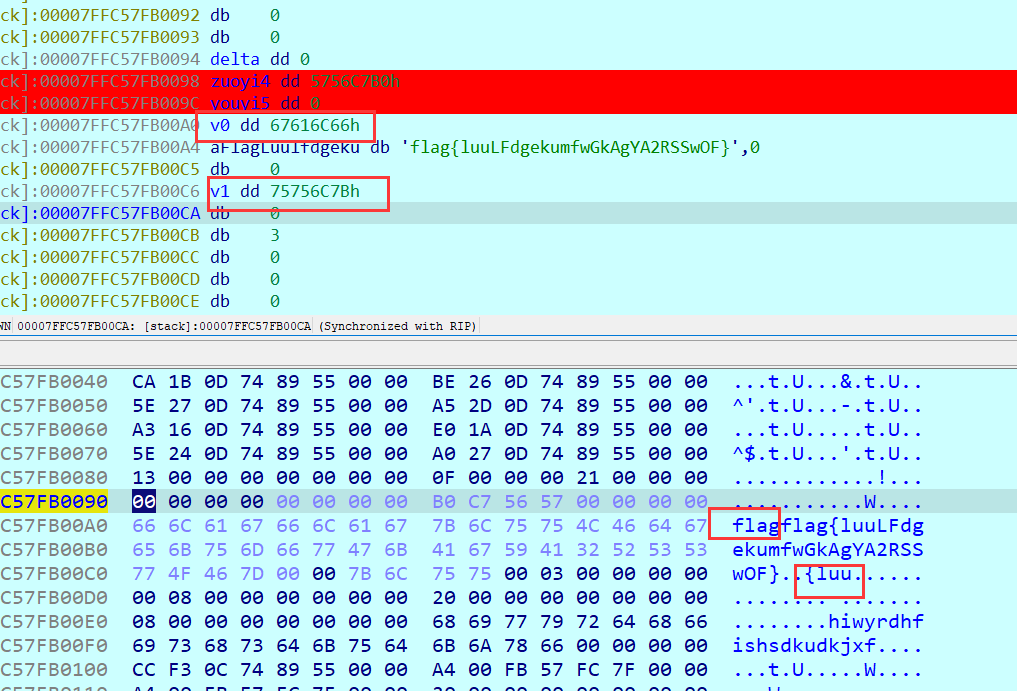 ck]:00007FFC57FB0092 db 0
ck]:00007FFC57FB0093 db 0
ck]:00007FFC57FB0094 delta dd 0
ck]:00007FFC57FB0098 zuoyi4 dd 5756C7B0h
ck]:00007FFC57FB009C youyi5 dd 0
ck]:00007FFC57FB00A0 v0 dd 67616C66h
ck]:00007FFC57FB00A4 aFlagLuulfdgeku db 'flag{luuLFdgekumfwGkAgYA2RSSwOF}',0
ck]:00007FFC57FB00C5 db 0
ck]:00007FFC57FB00C6 v1 dd 75756C7Bh
ck]:00007FFC57FB00CA db 0
ck]:00007FFC57FB00CB db 3
ck]:00007FFC57FB00CC db 0
ck]:00007FFC57FB00CD db 0
ck]:00007FFC57FB00CE db 0
WN 00007FFC57FB00CA: [stack]:00007FFC57FB00CA (Synchronized with RIP)
C57FB0040 CA 1B 0D 74 89 55 00 00 BE 26 0D 74 89 55 00 00 ...t.U...&.t.U..
C57FB0050 5E 27 0D 74 89 55 00 00 A5 2D 0D 74 89 55 00 00 ^'.t.U...-.t.U..
C57FB0060 A3 16 0D 74 89 55 00 00 E0 1A 0D 74 89 55 00 00 ...t.U.....t.U..
C57FB0070 5E 24 0D 74 89 55 00 00 A0 27 0D 74 89 55 00 00 ^$.t.U...'.t.U..
C57FB0080 13 00 00 00 00 00 00 00 0F 00 00 00 21 00 00 00 ............!...
C57FB0090 00 00 00 00 00 00 00 00 B0 C7 56 57 00 00 00 00 ..........W.....
C57FB00A0 66 6C 61 67 66 6C 61 67 7B 6C 75 75 4C 46 64 67 flagflag{luuLFdg
C57FB00B0 65 6B 75 6D 66 77 47 6B 41 67 59 41 32 52 53 53 ekumfwGkAgYA2RSS
C57FB00C0 77 4F 46 7D 00 00 7B 6C 75 75 00 03 00 00 00 00 wOF}..{luu......
C57FB00D0 00 08 00 00 00 00 00 00 20 00 00 00 00 00 00 00 ........ .......
C57FB00E0 08 00 00 00 00 00 00 00 68 69 77 79 72 64 68 66 ........hiwyrdhf
C57FB00F0 69 73 68 73 64 6B 75 64 6B 6A 78 66 00 00 00 00 ishsdkudkjxf....
C57FB0100 CC F3 0C 74 89 55 00 00 A4 00 FB 57 FC 7F 00 00 ...t.U.....W....